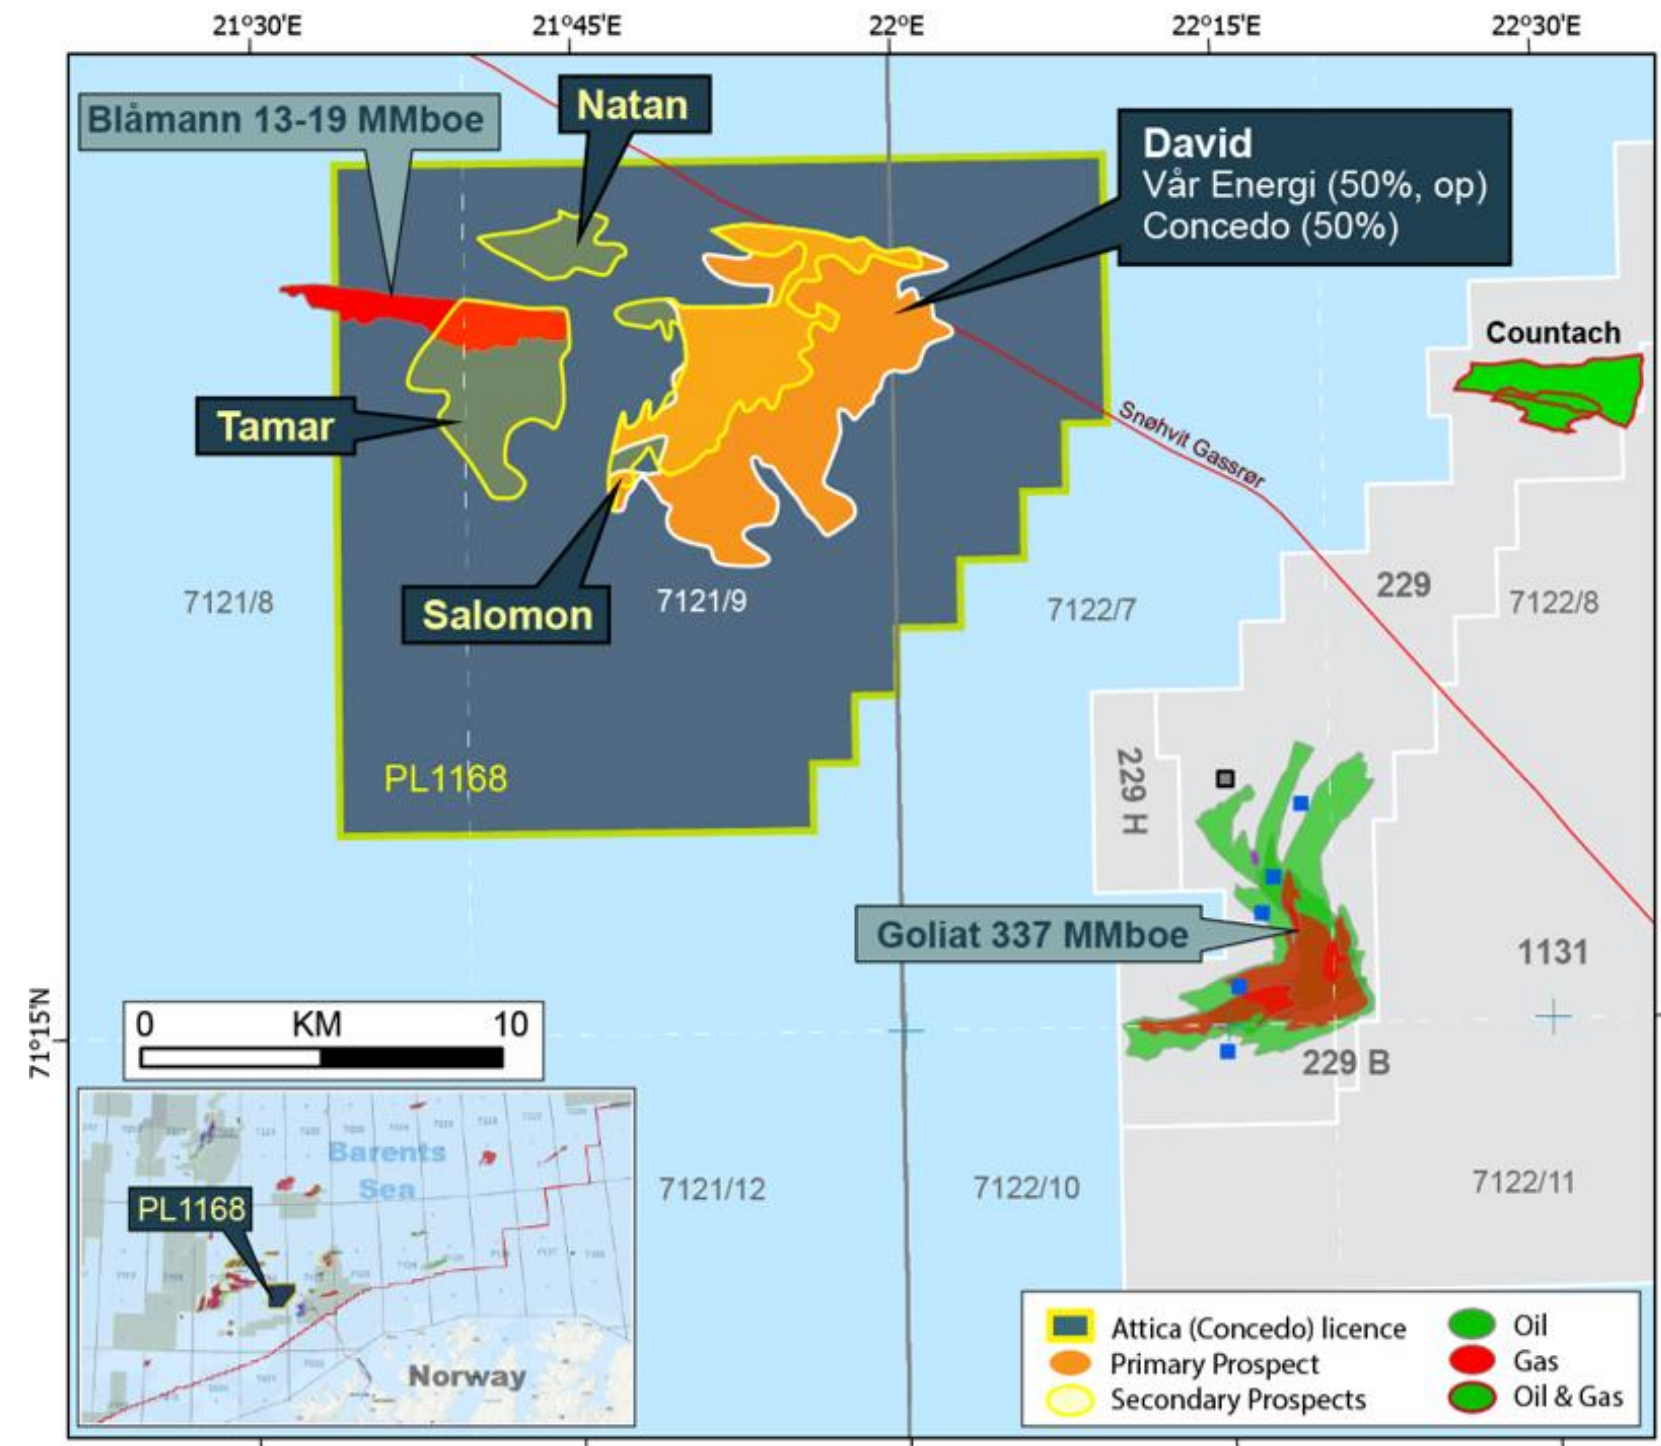 21°30'E
21°45'E
22°E
22°15'E
22°30'E
Blåmann 13-19 MMboe
Natan
David
Vår Energi (50%, op)
Concedo (50%)
Countach
Tamar
Snøhvit Gassrør
Salomon
7121/8
7121/9
7122/7
229
7122/8
PL1168
229 H
Goliat 337 MMboe
1131
71°15'N
0 KM 10
229 B
Barents
Sea
PL1168
Norway
7121/12
7122/10
7122/11
Attica (Concedo) licence
Primary Prospect
Secondary Prospects
Oil
Gas
Oil & Gas